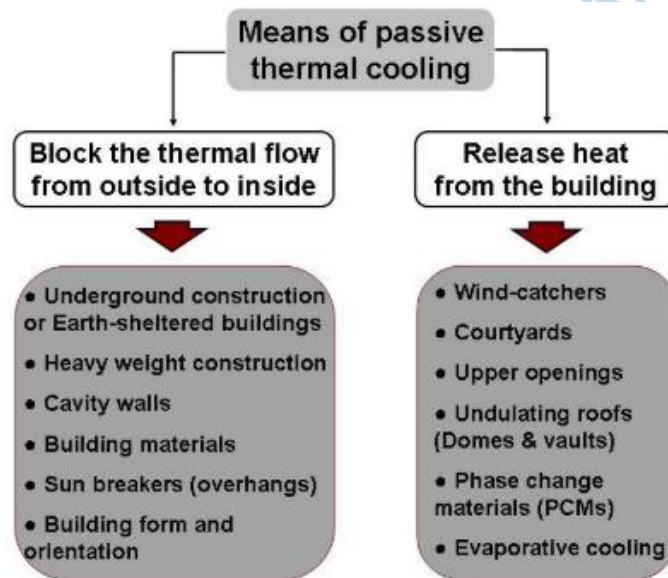 Means of passive
thermal cooling
Block the thermal flow
from outside to inside
Release heat
from the building
● Underground construction
or Earth-sheltered buildings
● Heavy weight construction
● Cavity walls
● Building materials
● Sun breakers (overhangs)
● Building form and
orientation
● Wind-catchers
● Courtyards
● Upper openings
● Undulating roofs
(Domes & vaults)
● Phase change
materials (PCMs)
● Evaporative cooling